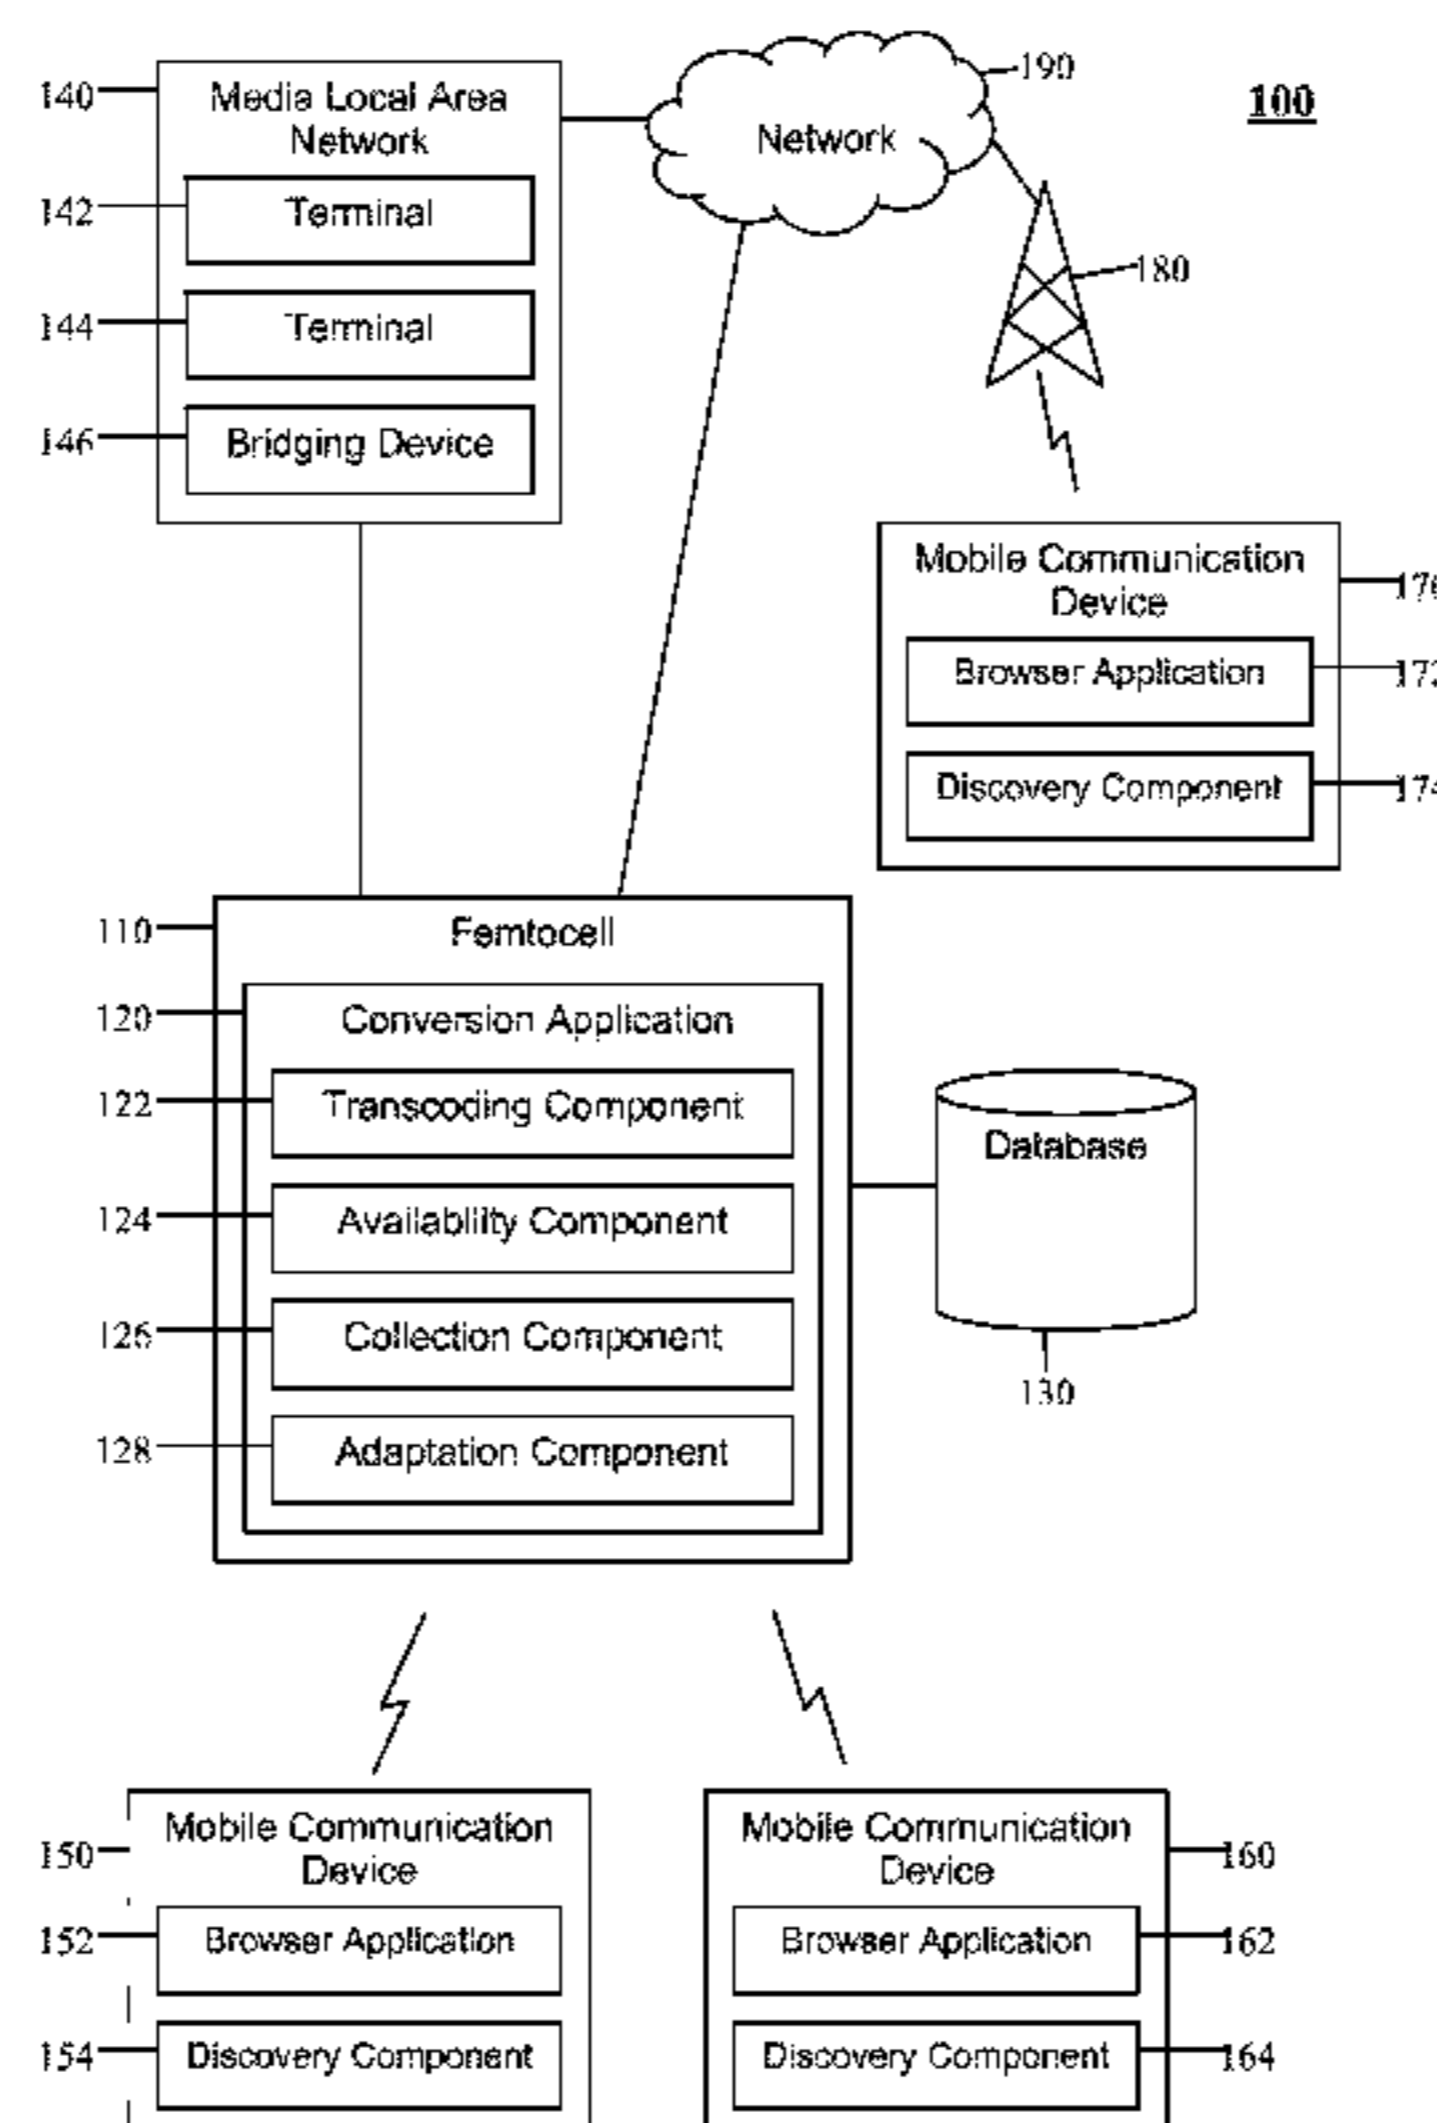 100
190
140
Media Local Area
Network
Network
142
Terminal
180
144
Terminal
146
Bridging Device
Mobile Communication
Device
Browser Application
Discovery Component
110
Femtocell
120
Conversion Application
122
Transcoding Component
124
Availability Component
126
Collection Component
128
Adaptation Component
Database
130
150
Mobile Communication
Device
152
Browser Application
154
Discovery Component
Mobile Communication
Device
160
Browser Application
162
Discovery Component
164